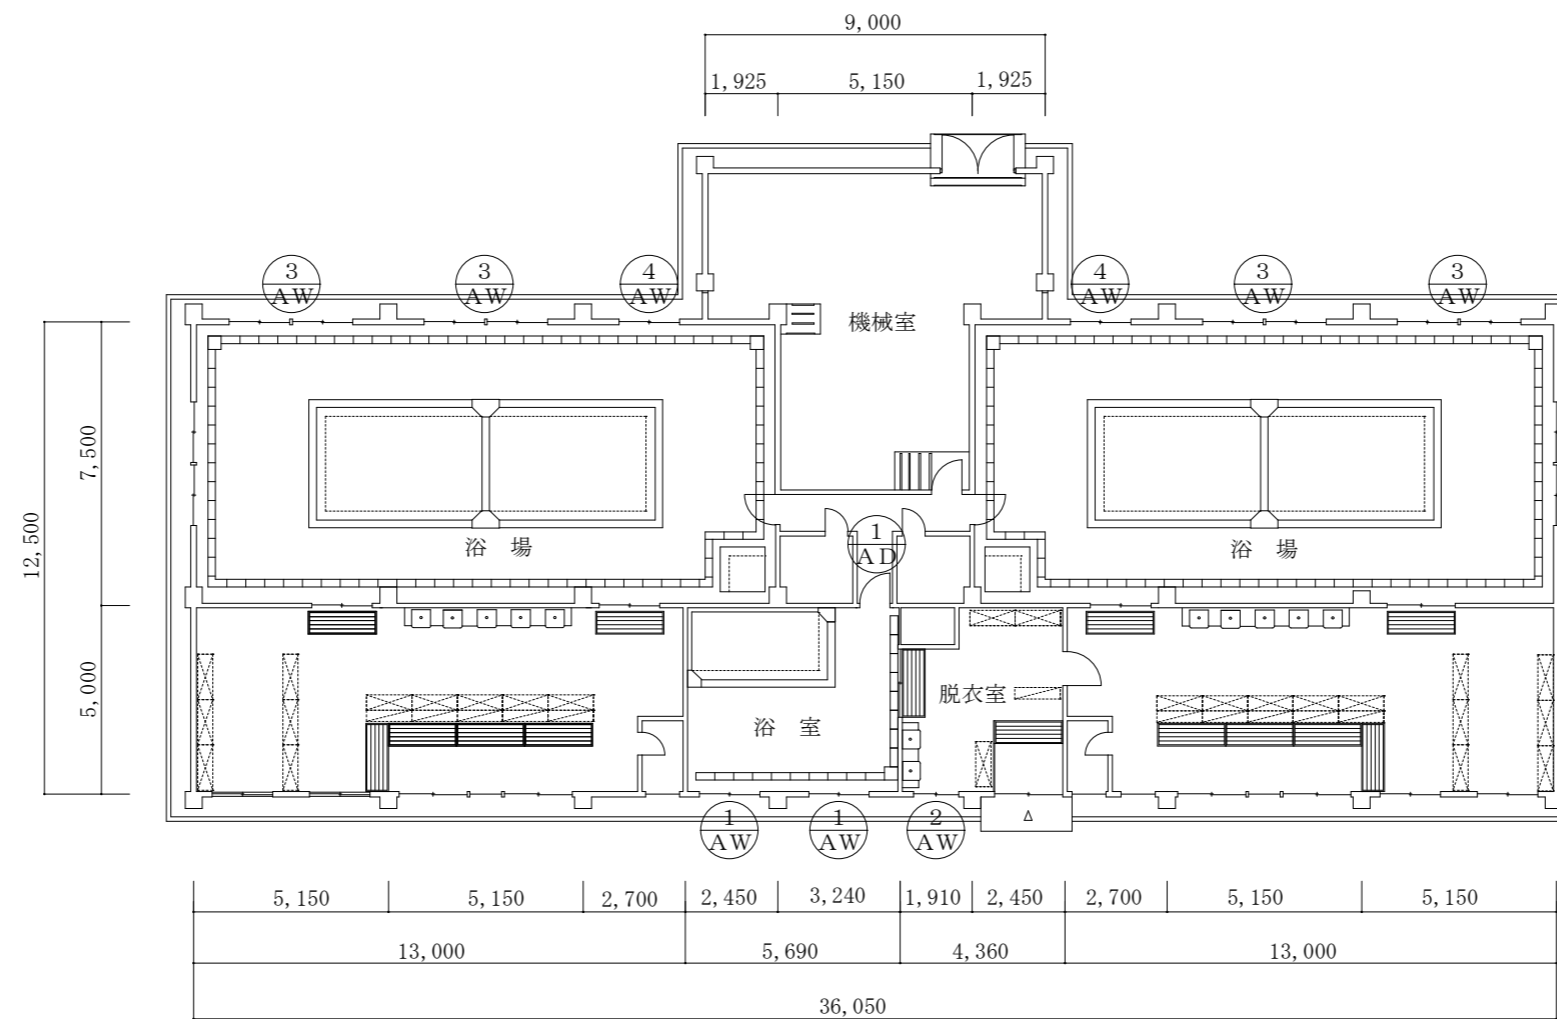 9,000
1,925 5,150 1,925
3 AW
3 AW
4 AW
4 AW
3 AW
3 AW
機械室
7,500
12,500
1 AD
浴 場
浴 場
5,000
脱衣室
浴 室
1 AW
1 AW
2 AW
5,150 5,150 2,700 2,450 3,240 1,910 2,450 2,700 5,150 5,150
13,000 5,690 4,360 13,000
36,050